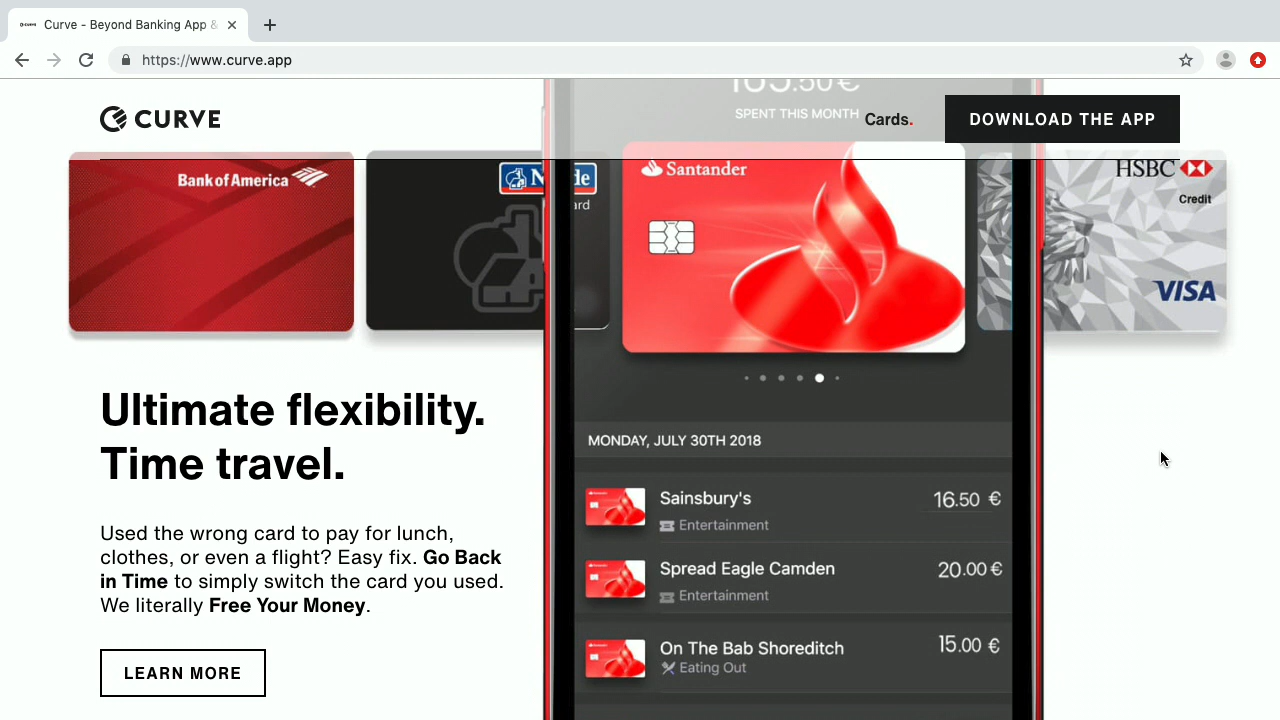 Curve - Beyond Banking App &
https://www.curve.app
CURVE
SPENT THIS MONTH
Cards.
DOWNLOAD THE APP
Bank of America
Santander
HSBC
Credit
VISA
Ultimate flexibility.
Time travel.
MONDAY, JULY 30TH 2018
Sainsbury's
16.50 €
Entertainment
Spread Eagle Camden
20.00 €
Entertainment
On The Bab Shoreditch
15.00 €
Eating Out
Used the wrong card to pay for lunch,
clothes, or even a flight? Easy fix. Go Back
in Time to simply switch the card you used.
We literally Free Your Money.
LEARN MORE